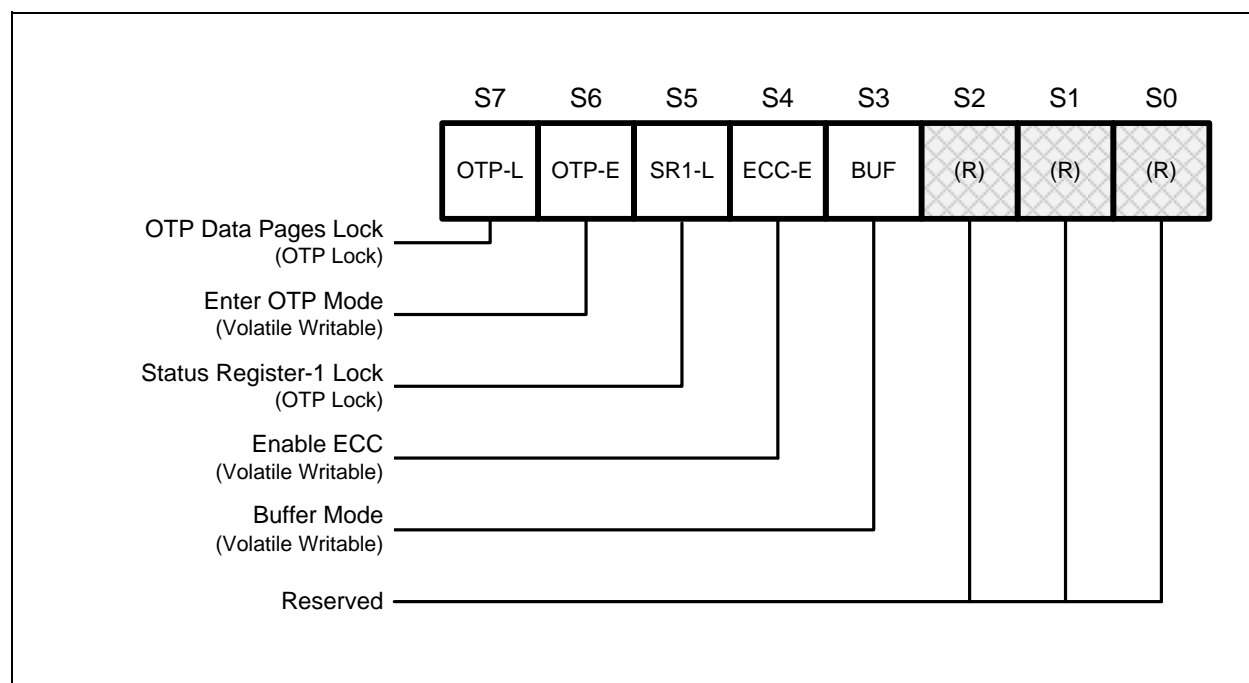 S7 S6 S5 S4 S3 S2 S1 S0
OTP-L OTP-E SR1-L ECC-E BUF (R) (R) (R)
OTP Data Pages Lock
(OTP Lock)
Enter OTP Mode
(Volatile Writable)
Status Register-1 Lock
(OTP Lock)
Enable ECC
(Volatile Writable)
Buffer Mode
(Volatile Writable)
Reserved